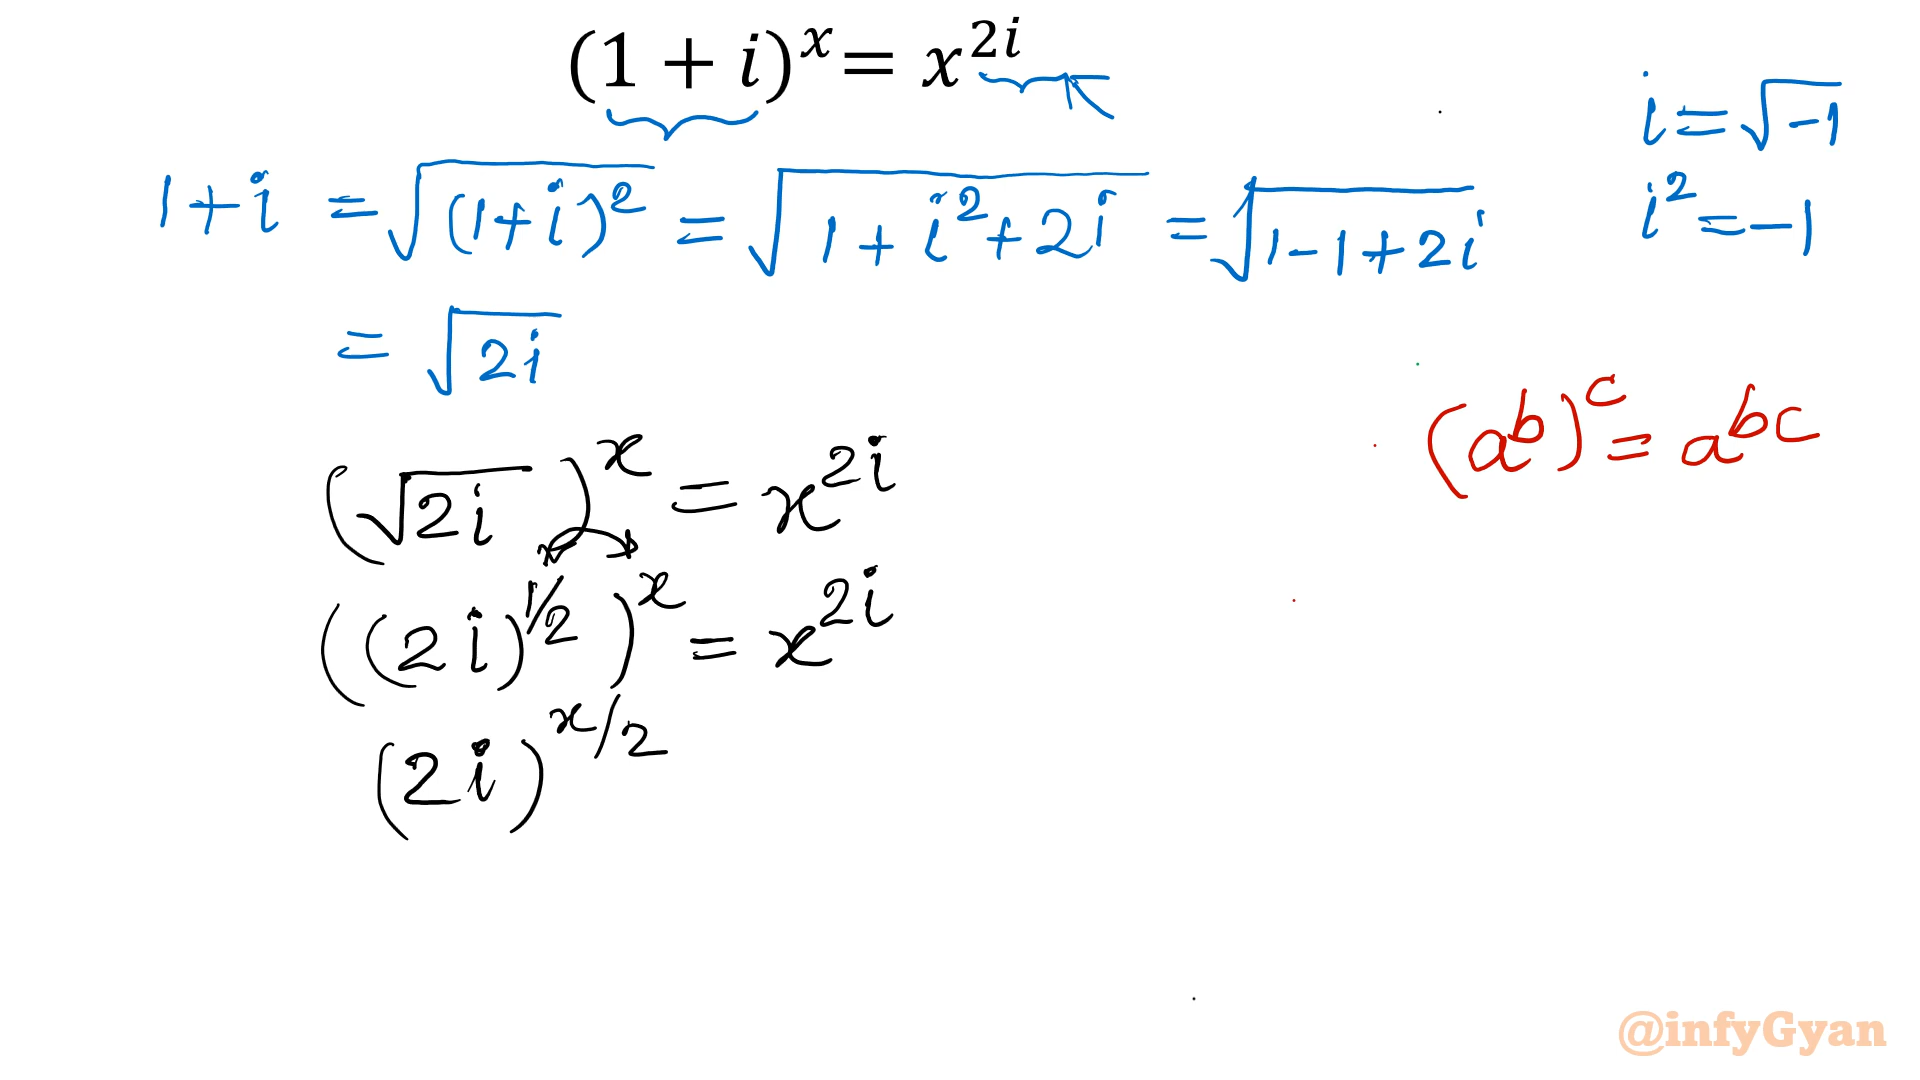 (1 + i)^x = x^{2i}
i = √-1
1+i = √(1+i)^2 = √1+i^2+2i = √1-1+2i
i^2 = -1
= √2i
(a^b)^c = a^{bc}
(√2i)^x = x^{2i}
((2i)^{1/2})^x = x^{2i}
(2i)^{x/2}
@infyGyan